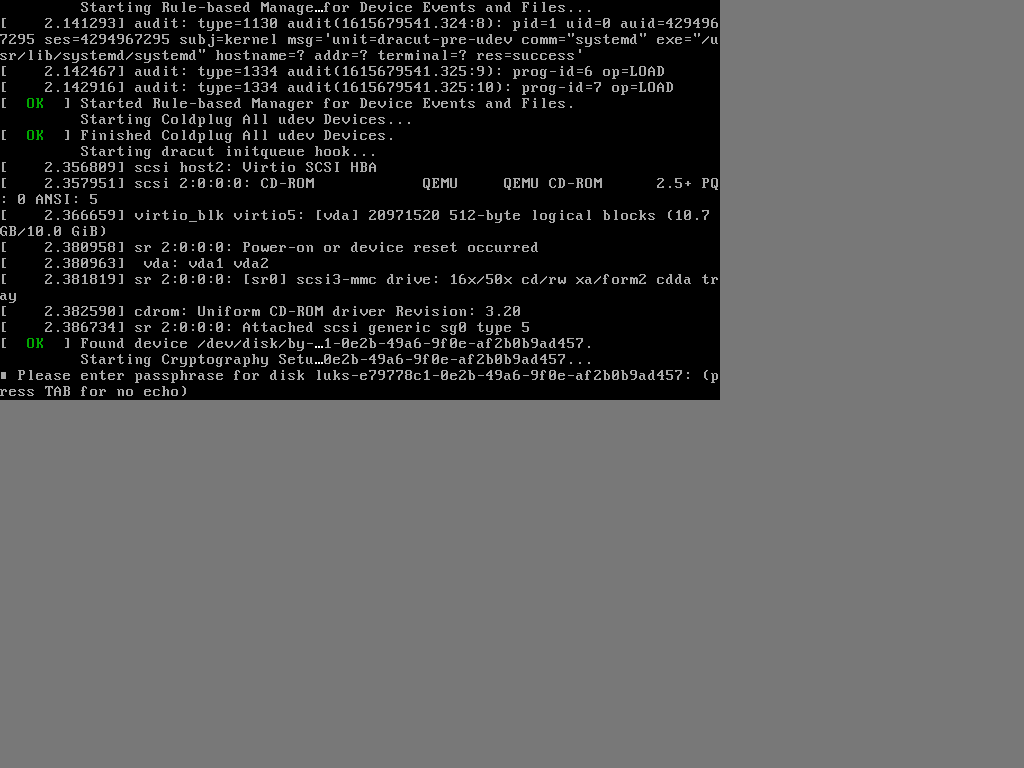 Starting Rule-based Manage…for Device Events and Files...
[    2.141293] audit: type=1130 audit(1615679541.324:8): pid=1 uid=0 auid=429496
7295 ses=4294967295 subj=kernel msg='unit=dracut-pre-udev comm="systemd" exe="/u
sr/lib/systemd/systemd" hostname=? addr=? terminal=? res=success'
[    2.142467] audit: type=1334 audit(1615679541.325:9): prog-id=6 op=LOAD
[    2.142916] audit: type=1334 audit(1615679541.325:10): prog-id=7 op=LOAD
[  OK  ] Started Rule-based Manager for Device Events and Files.
Starting Coldplug All udev Devices...
[  OK  ] Finished Coldplug All udev Devices.
Starting dracut initqueue hook...
[    2.356809] scsi host2: Virtio SCSI HBA
[    2.357951] scsi 2:0:0:0: CD-ROM            QEMU     QEMU CD-ROM      2.5+ PQ
: 0 ANSI: 5
[    2.366659] virtio_blk virtio5: [vda] 20971520 512-byte logical blocks (10.7
GB/10.0 GiB)
[    2.380958] sr 2:0:0:0: Power-on or device reset occurred
[    2.380963]  vda: vda1 vda2
[    2.381819] sr 2:0:0:0: [sr0] scsi3-mmc drive: 16x/50x cd/rw xa/form2 cdda tr
ay
[    2.382590] cdrom: Uniform CD-ROM driver Revision: 3.20
[    2.386734] sr 2:0:0:0: Attached scsi generic sg0 type 5
[  OK  ] Found device /dev/disk/by-…1-0e2b-49a6-9f0e-af2b0b9ad457.
Starting Cryptography Setu…0e2b-49a6-9f0e-af2b0b9ad457...
Please enter passphrase for disk luks-e79778c1-0e2b-49a6-9f0e-af2b0b9ad457: (p
ress TAB for no echo)